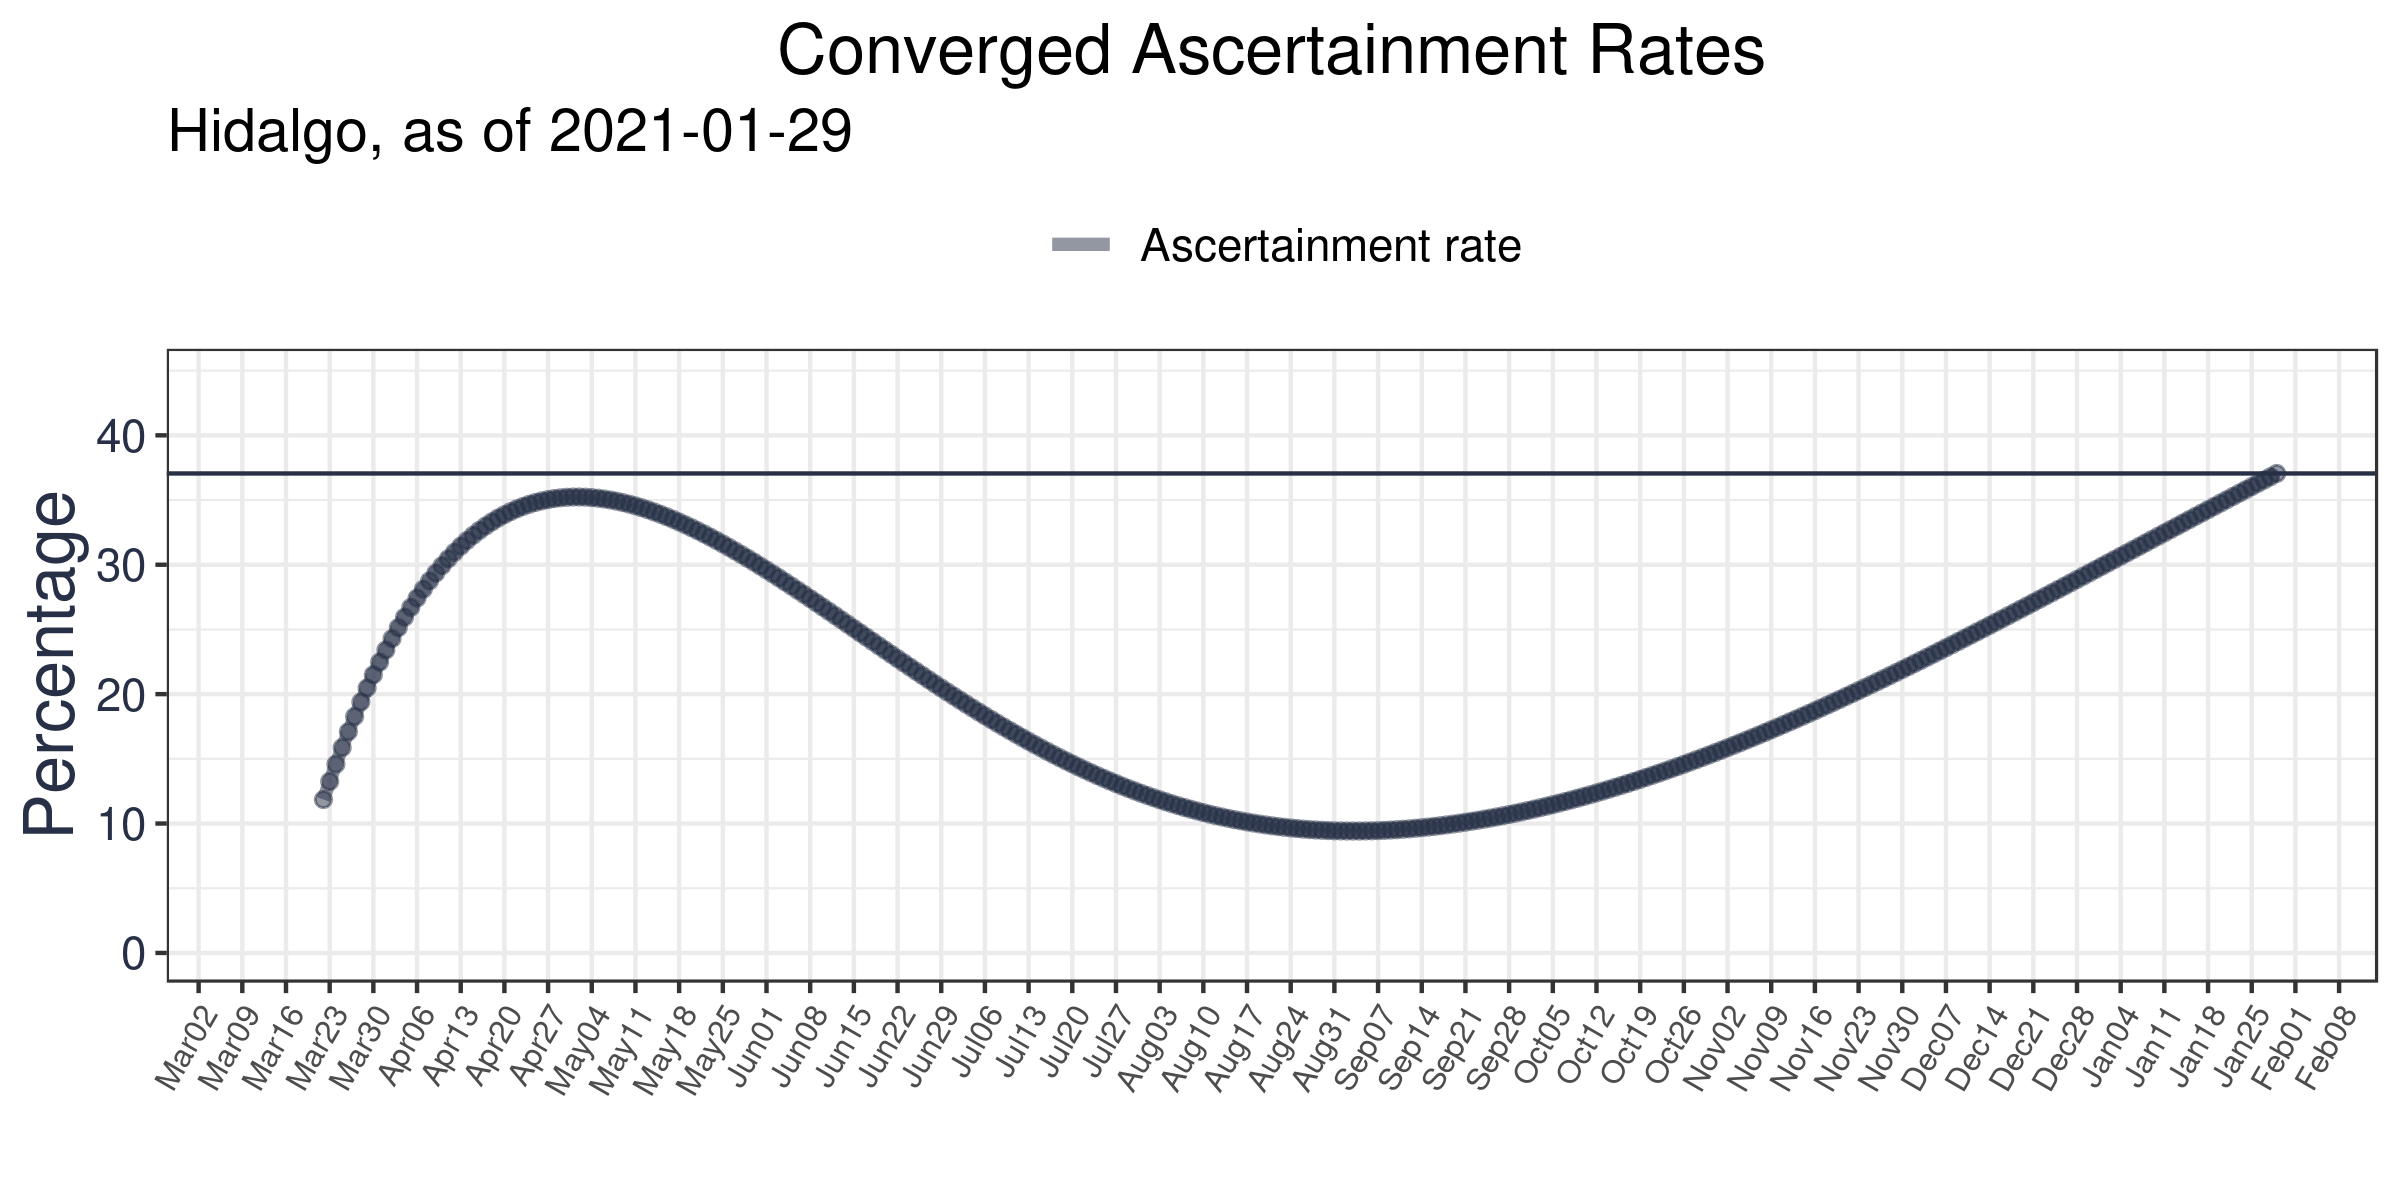 Converged Ascertainment Rates
Hidalgo, as of 2021-01-29
Ascertainment rate
Percentage
40
30
20
10
0
Mar02 Mar09 Mar16 Mar23 Mar30 Apr06 Apr13 Apr20 Apr27 May04 May11 May18 May25 Jun01 Jun08 Jun15 Jun22 Jun29 Jul06 Jul13 Jul20 Jul27 Aug03 Aug10 Aug17 Aug24 Aug31 Sep07 Sep14 Sep21 Sep28 Oct05 Oct12 Oct19 Oct26 Nov02 Nov09 Nov16 Nov23 Nov30 Dec07 Dec14 Dec21 Dec28 Jan04 Jan11 Jan18 Jan25 Feb01 Feb08